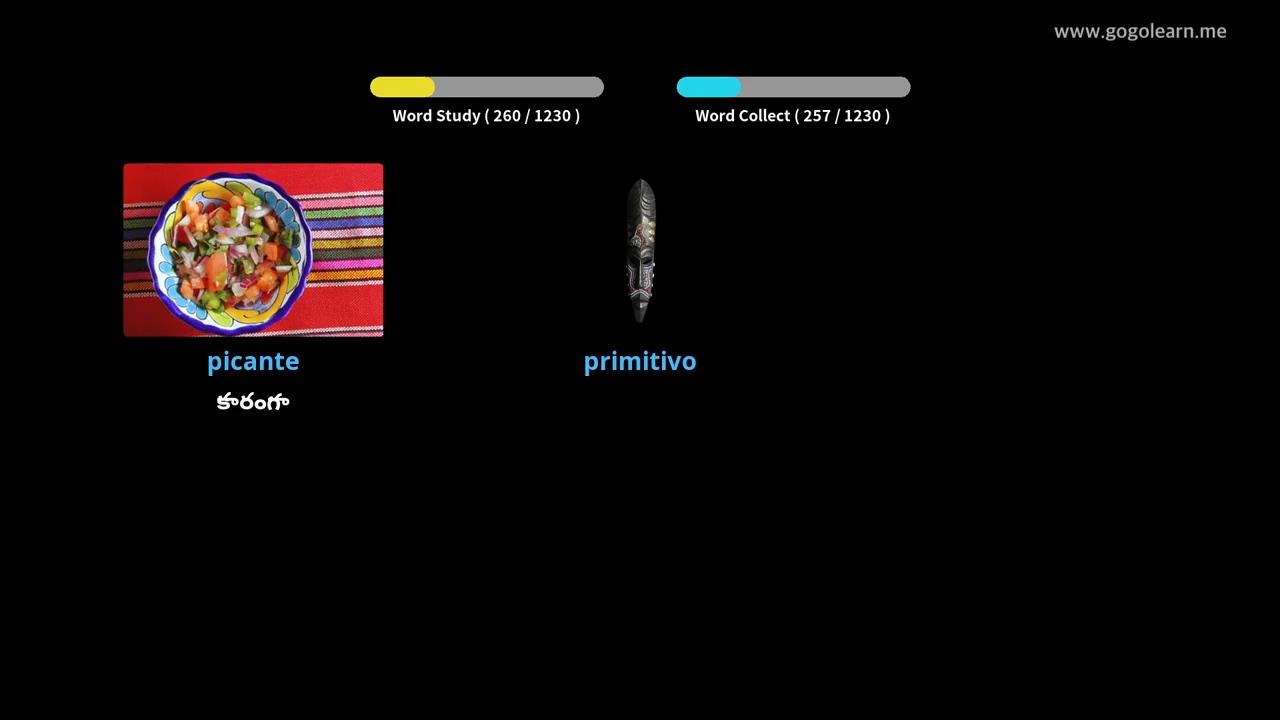 www.gogolearn.me
Word Study ( 260 / 1230 )
Word Collect ( 257 / 1230 )
picante
primitivo
కారంగా